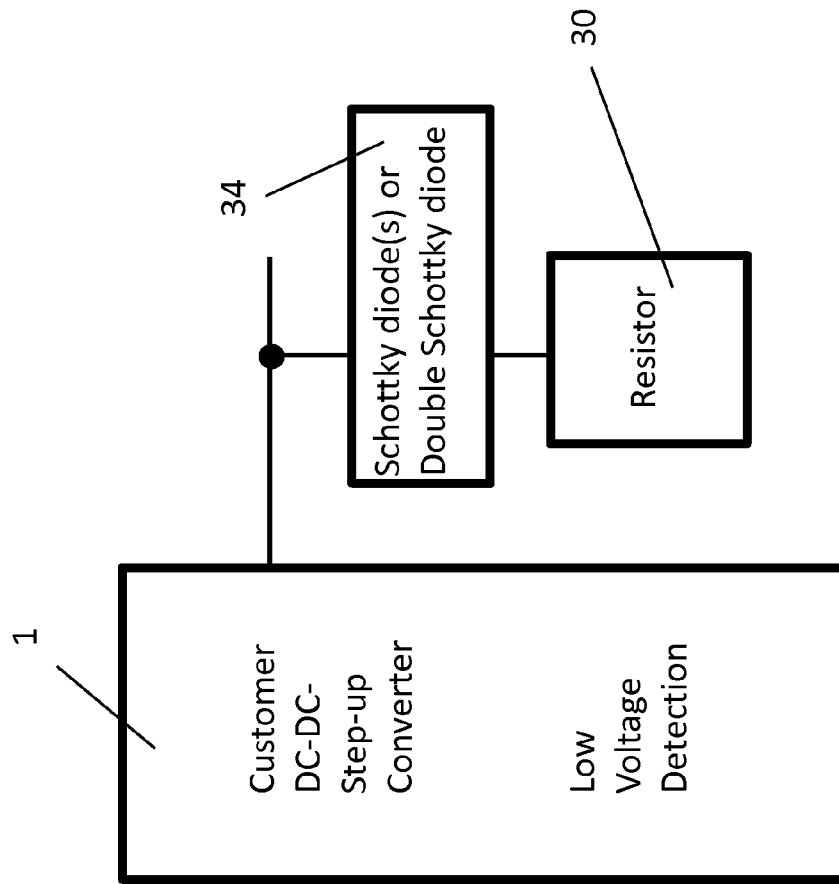 1
Customer
DC-DC-
Step-up
Converter
Low
Voltage
Detection
34
Schottky diode(s) or
Double Schottky diode
Resistor
30